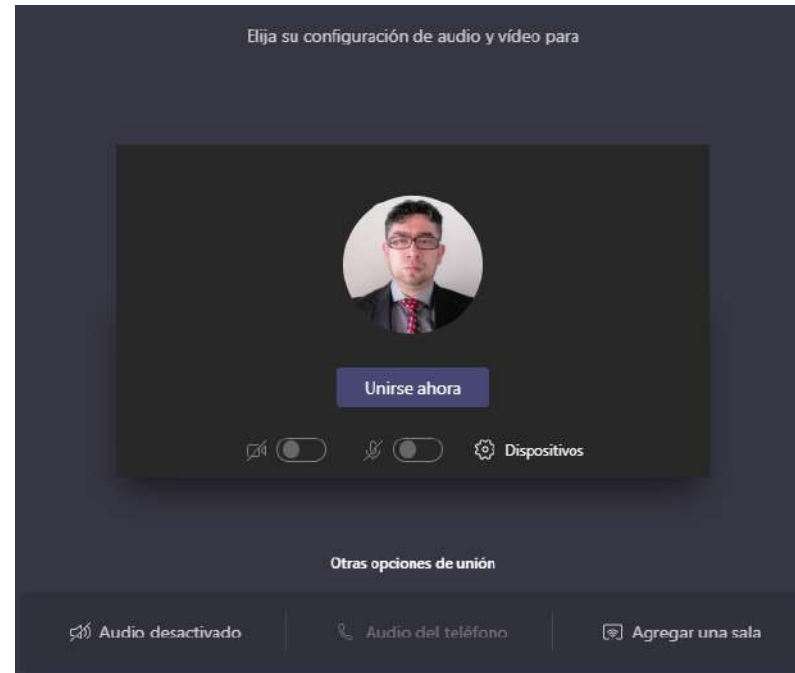 Elija su configuración de audio y vídeo para
Unirse ahora
Dispositivos
Otras opciones de unión
Audio desactivado
Audio del teléfono
Agregar una sala